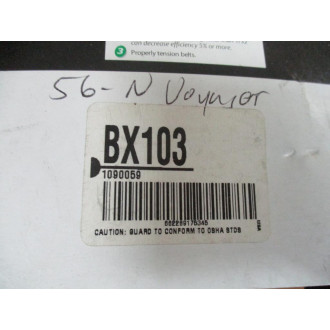 can decrease efficiency 5% or more.
3 Properly tension belts.
56-N Voyager
BX103
1090059
CAUTION: GUARD TO CONFORM TO OSHA STDS